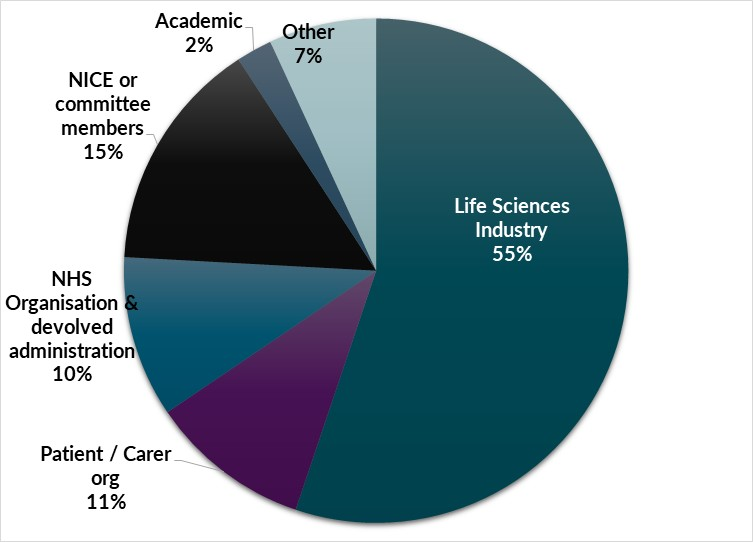 Academic
2%
Other
7%
NICE or
committee
members
15%
Life Sciences
Industry
55%
NHS
Organisation &
devolved
administration
10%
Patient / Carer
org
11%